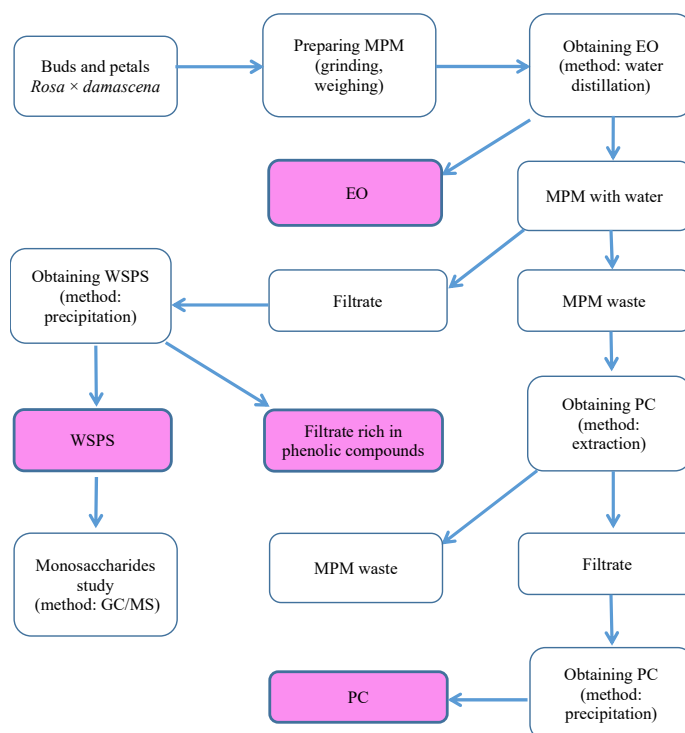 Buds and petals
Rosa × damascena
Preparing MPM
(grinding,
weighing)
Obtaining EO
(method: water
distillation)
EO
MPM with water
Obtaining WSPS
(method:
precipitation)
Filtrate
MPM waste
WSPS
Filtrate rich in
phenolic compounds
Obtaining PC
(method:
extraction)
Monosaccharides
study
(method: GC/MS)
MPM waste
Filtrate
PC
Obtaining PC
(method:
precipitation)